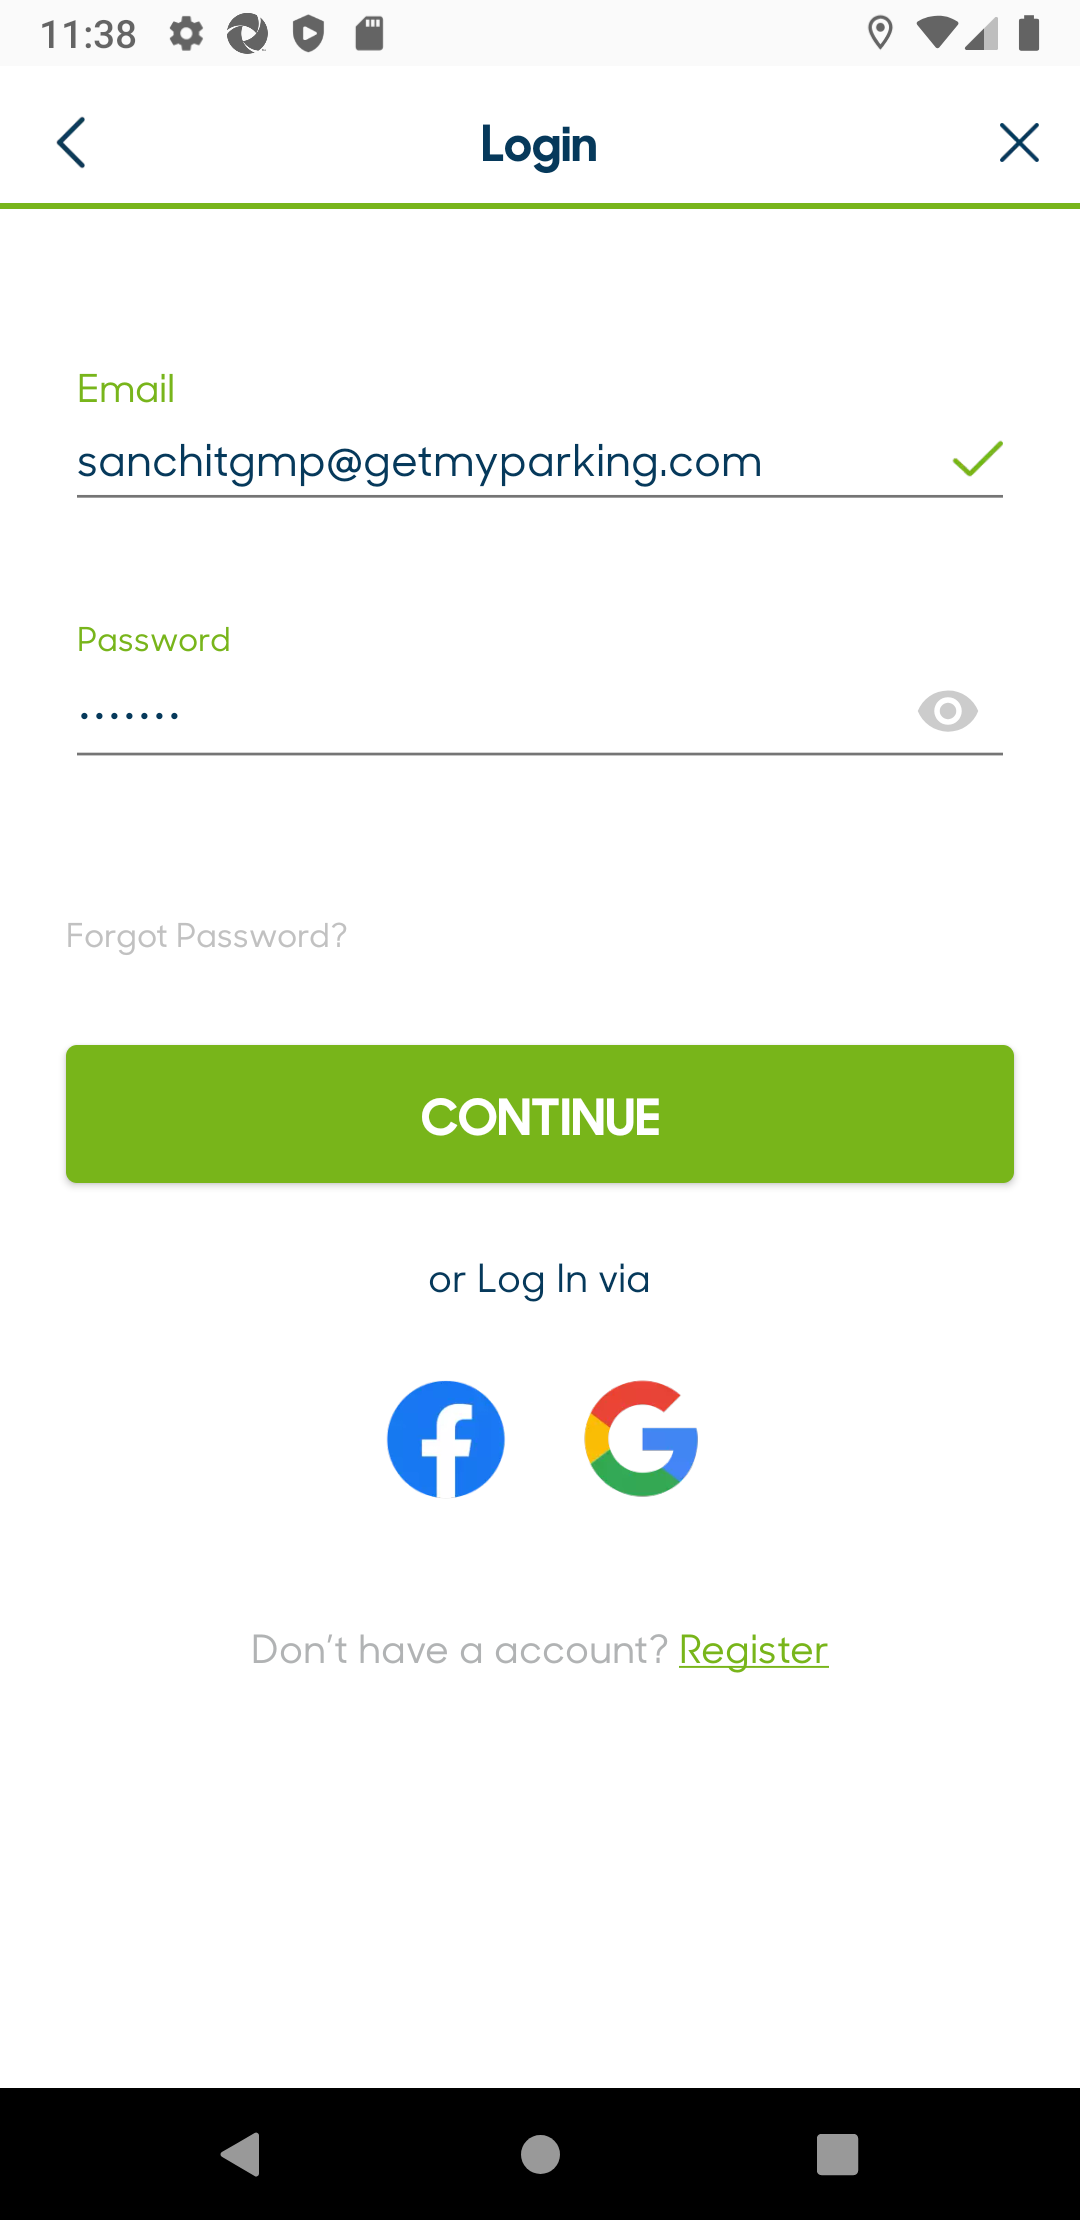 11:38
Login
Email
sanchitgmp@getmyparking.com
Password
•••••••
Forgot Password?
CONTINUE
or Log In via
Don't have a account? Register